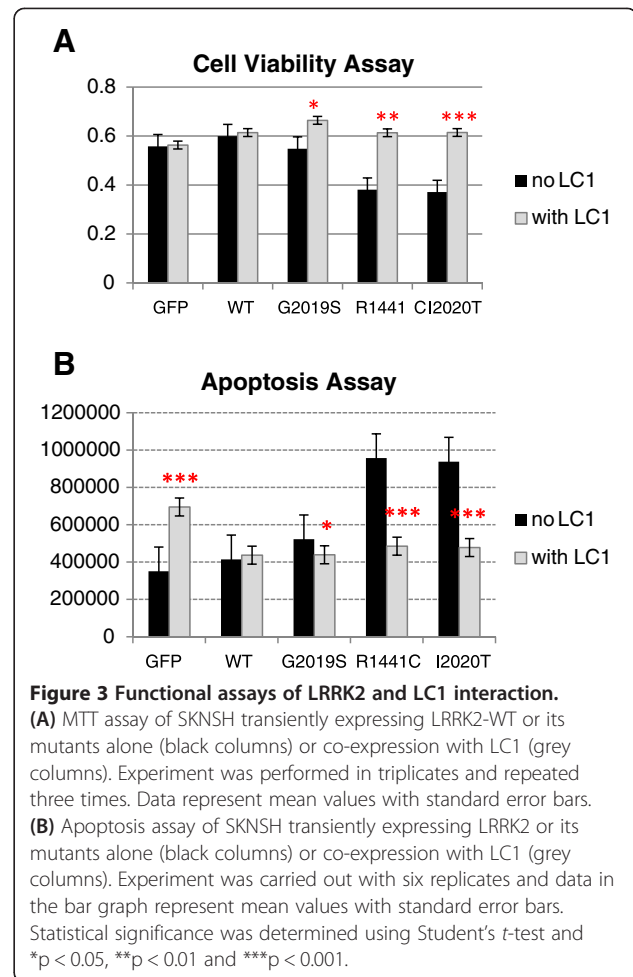 A
Cell Viability Assay
0.8
*
**
***
0.6
0.4
0.2
0
no LC1
with LC1
GFP WT G2019S R1441 CI2020T
B
Apoptosis Assay
1200000
1000000
800000
600000
400000
200000
0
***
*
***
***
no LC1
with LC1
GFP WT G2019S R1441C I2020T
Figure 3 Functional assays of LRRK2 and LC1 interaction.
(A) MTT assay of SKNSH transiently expressing LRRK2-WT or its
mutants alone (black columns) or co-expression with LC1 (grey
columns). Experiment was performed in triplicates and repeated
three times. Data represent mean values with standard error bars.
(B) Apoptosis assay of SKNSH transiently expressing LRRK2 or its
mutants alone (black columns) or co-expression with LC1 (grey
columns). Experiment was carried out with six replicates and data in
the bar graph represent mean values with standard error bars.
Statistical significance was determined using Student's t-test and
*p < 0.05, **p < 0.01 and ***p < 0.001.